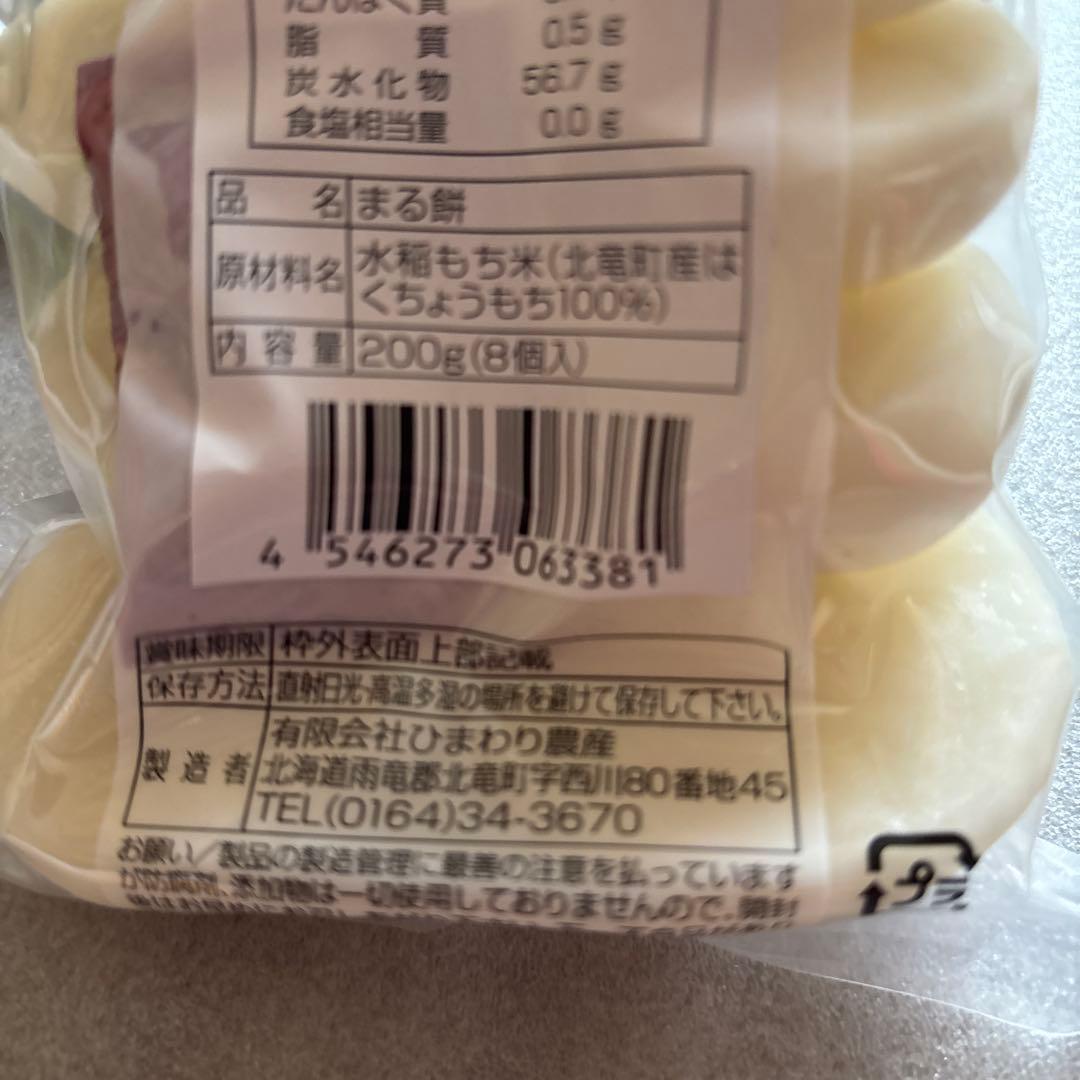 たんぱく質
脂質 0.5g
炭水化物 56.7g
食塩相当量 0.0g
品名 まる餅
原材料名 水稲もち米(北竜町産は
くちょうもち100%)
内容量 200g(8個入)
4 546273 063381
賞味期限 枠外表面上部記載
保存方法 直射日光・高温多湿の場所を避けて保存して下さい。
製造者 有限会社ひまわり農産
北海道雨竜郡北竜町字西川80番地45
TEL(0164)34-3670
お願い/製品の製造管理に最善の注意を払っています
が防腐剤、添加物は一切使用しておりませんので、開封
プラ